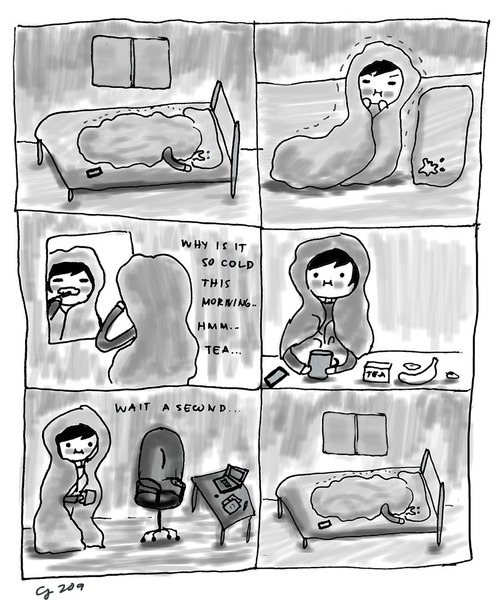 WHY IS IT
SO COLD
THIS
MORNING..
HMM..
TEA...
TEA
WAIT A SECOND...